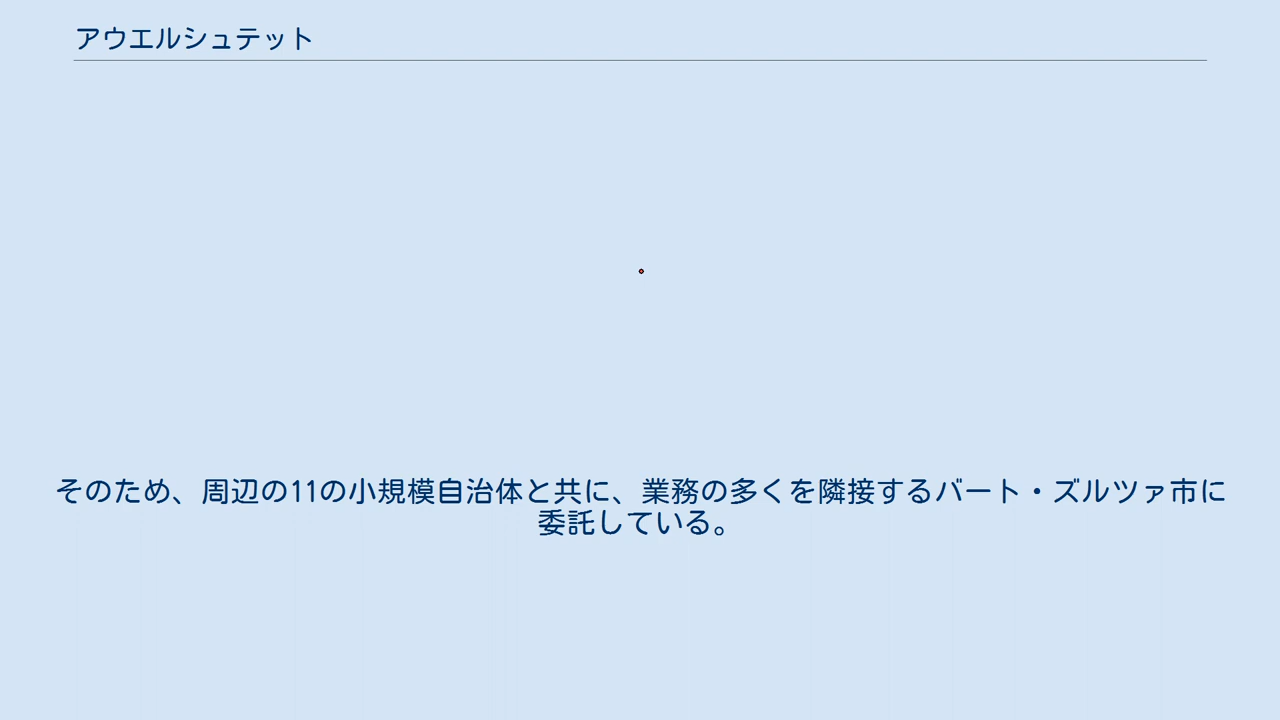 アウエルシュテット
そのため、周辺の11の小規模自治体と共に、業務の多くを隣接するバート・ズルツァ市に
委託している。